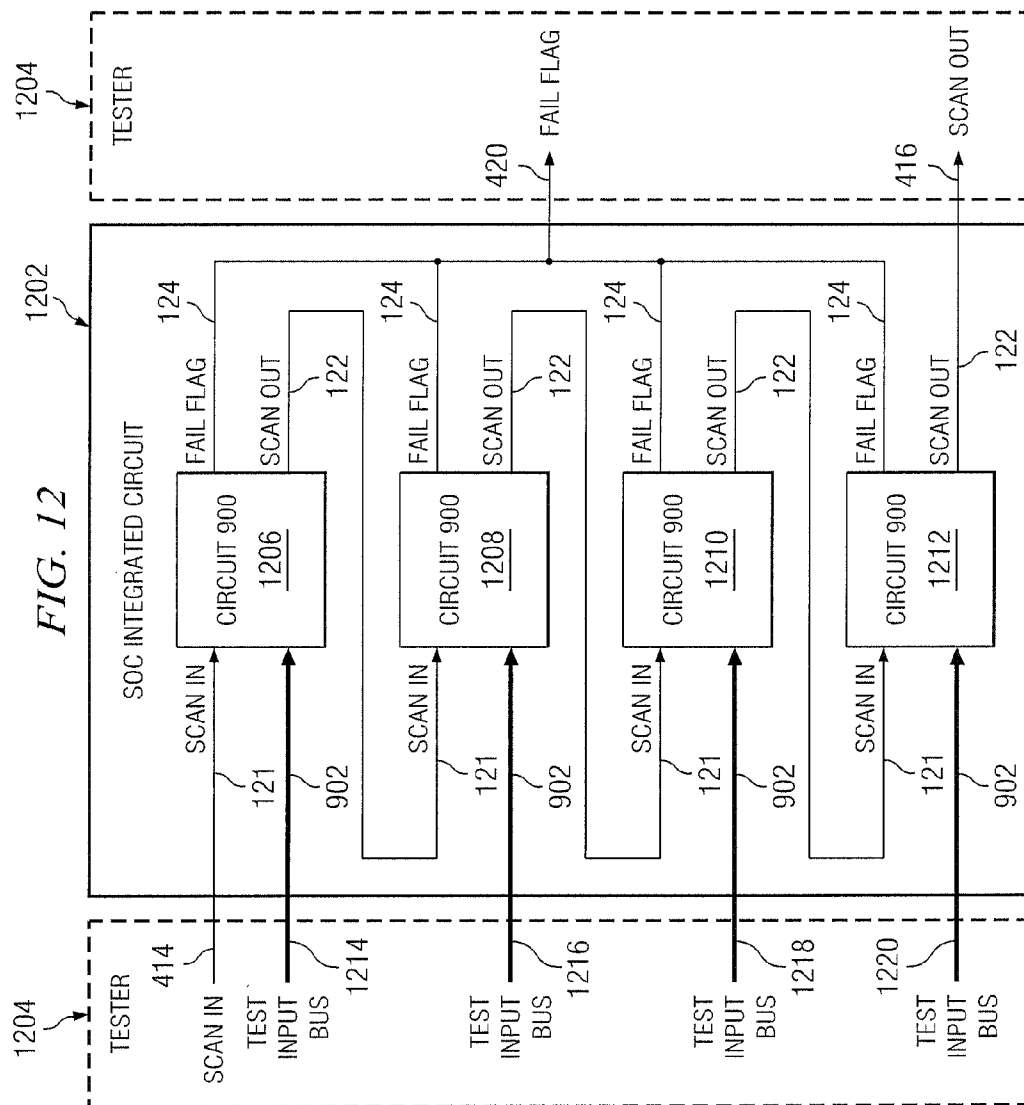 FIG. 12
1204
TESTER
SCAN IN
414
TEST
INPUT
BUS
1214
TEST
INPUT
BUS
1216
TEST
INPUT
BUS
1218
TEST
INPUT
BUS
1220
1202
SOC INTEGRATED CIRCUIT
SCAN IN
121
902
CIRCUIT 900
1206
FAIL FLAG
124
SCAN OUT
122
SCAN IN
121
902
CIRCUIT 900
1208
FAIL FLAG
124
SCAN OUT
122
SCAN IN
121
902
CIRCUIT 900
1210
FAIL FLAG
124
SCAN OUT
122
SCAN IN
121
902
CIRCUIT 900
1212
FAIL FLAG
124
SCAN OUT
122
1204
TESTER
420
FAIL FLAG
416
SCAN OUT